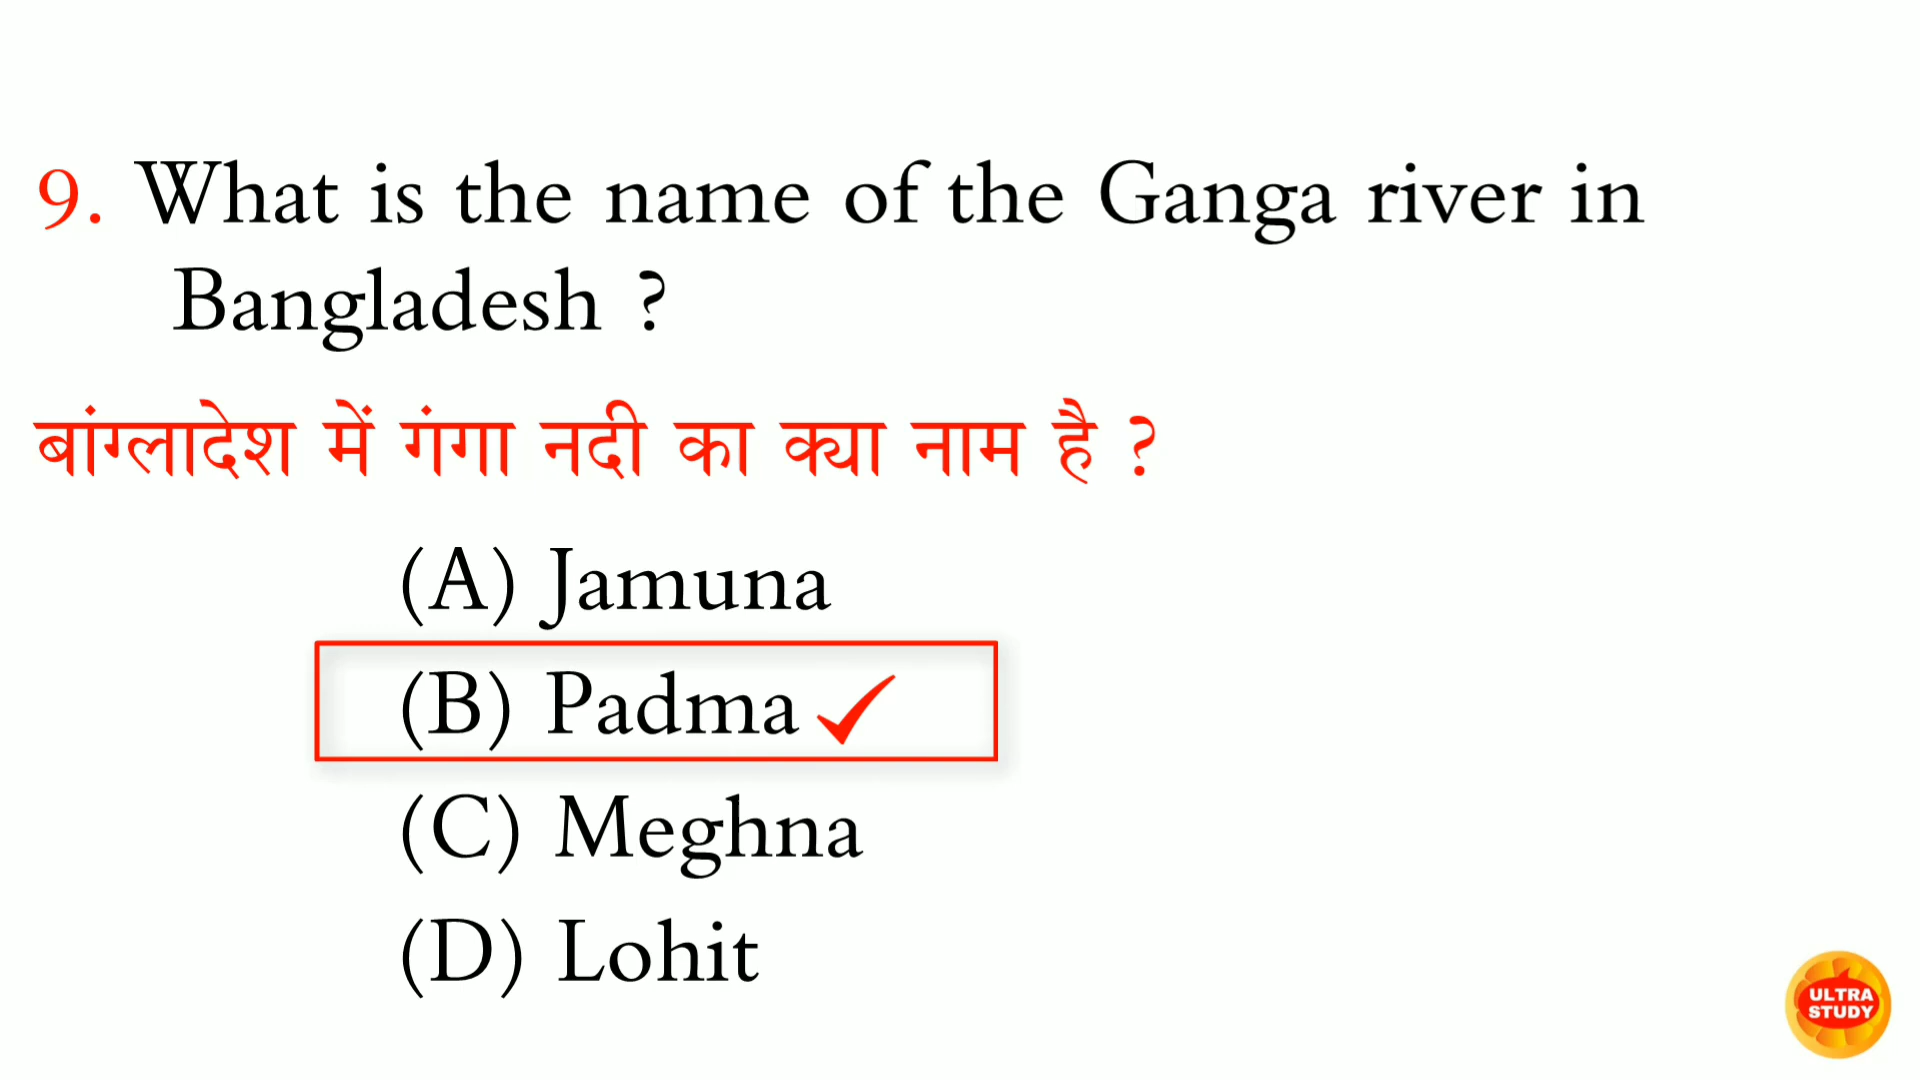 9. What is the name of the Ganga river in
Bangladesh ?
बांग्लादेश में गंगा नदी का क्या नाम है ?
(A) Jamuna
(B) Padma ✓
(C) Meghna
(D) Lohit
ULTRA
STUDY